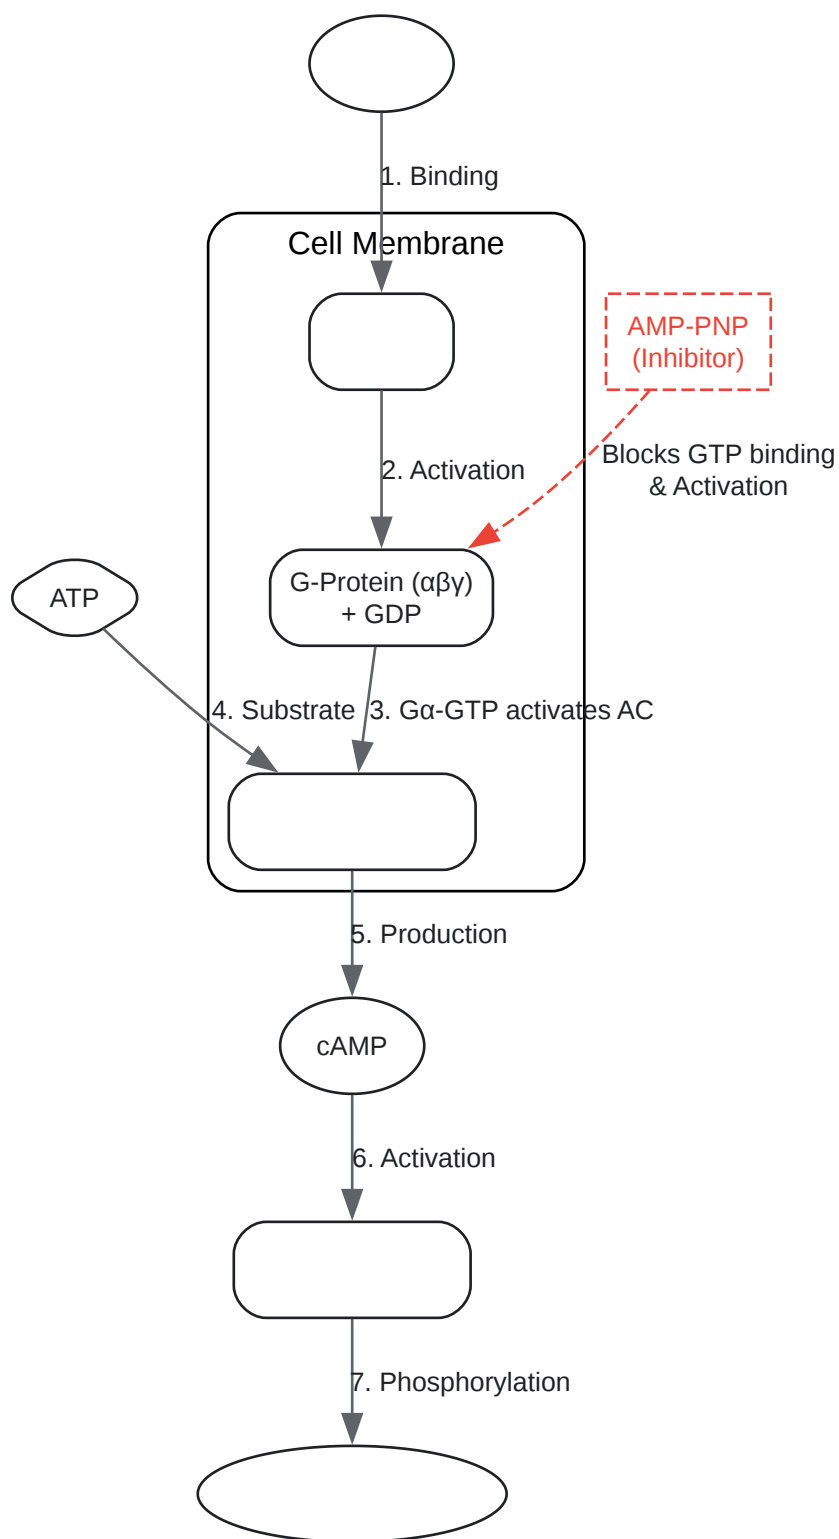 1. Binding
Cell Membrane
AMP-PNP
(Inhibitor)
2. Activation
Blocks GTP binding
& Activation
G-Protein (αβγ)
+ GDP
ATP
4. Substrate
3. Gα-GTP activates AC
5. Production
cAMP
6. Activation
7. Phosphorylation